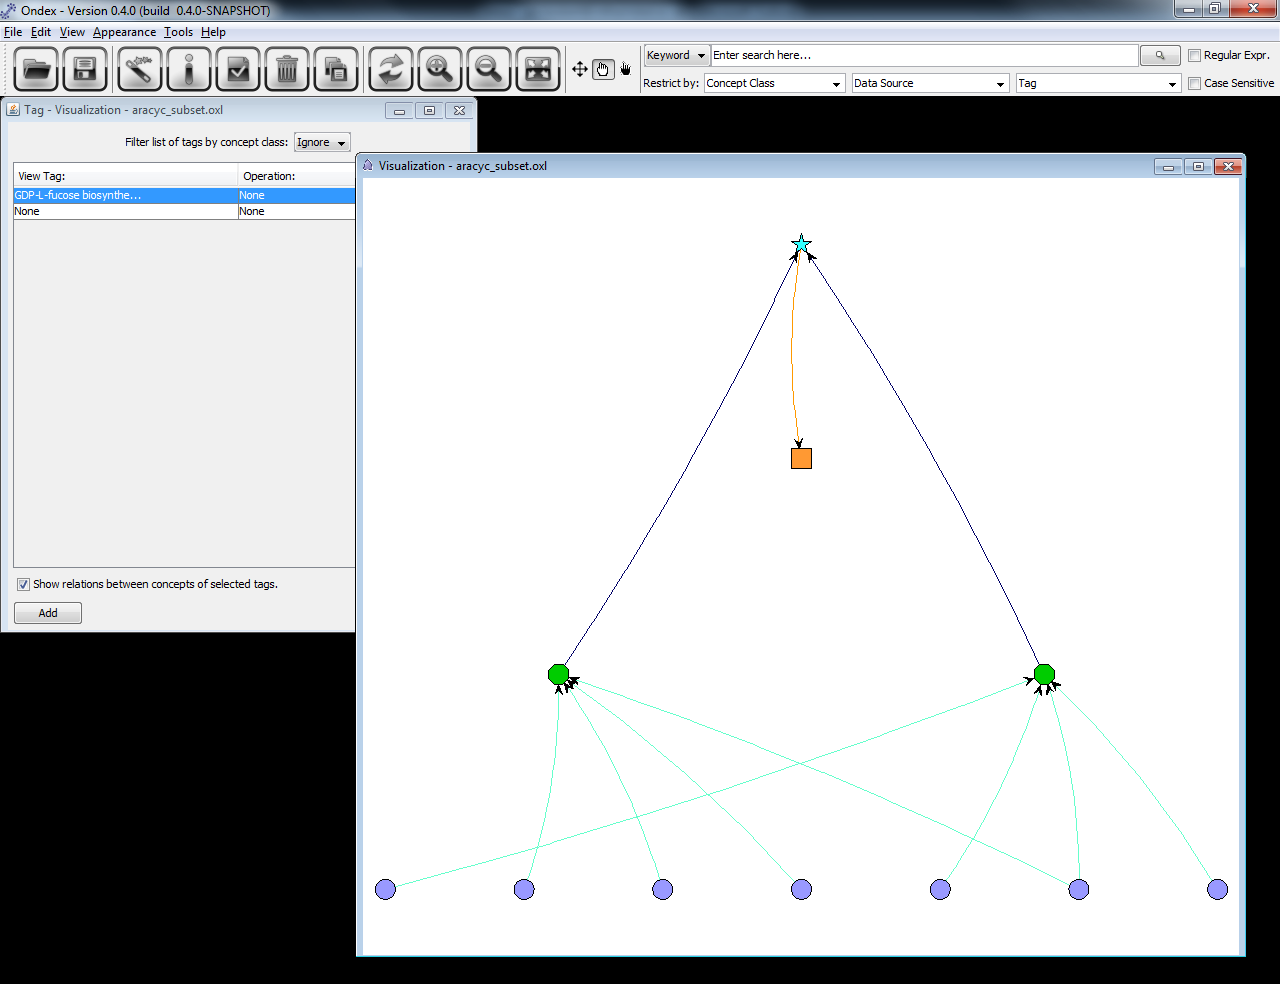 Ondex - Version 0.4.0 (build  0.4.0-SNAPSHOT)
File Edit View Appearance Tools Help
Keyword Enter search here... Regular Expr.
Restrict by: Concept Class Data Source Tag Case Sensitive
Tag - Visualization - aracyc_subset.oxl
Filter list of tags by concept class: Ignore
View Tag: Operation:
GDP-L-fucose biosynthe... None
None None
Show relations between concepts of selected tags.
Add
Visualization - aracyc_subset.oxl